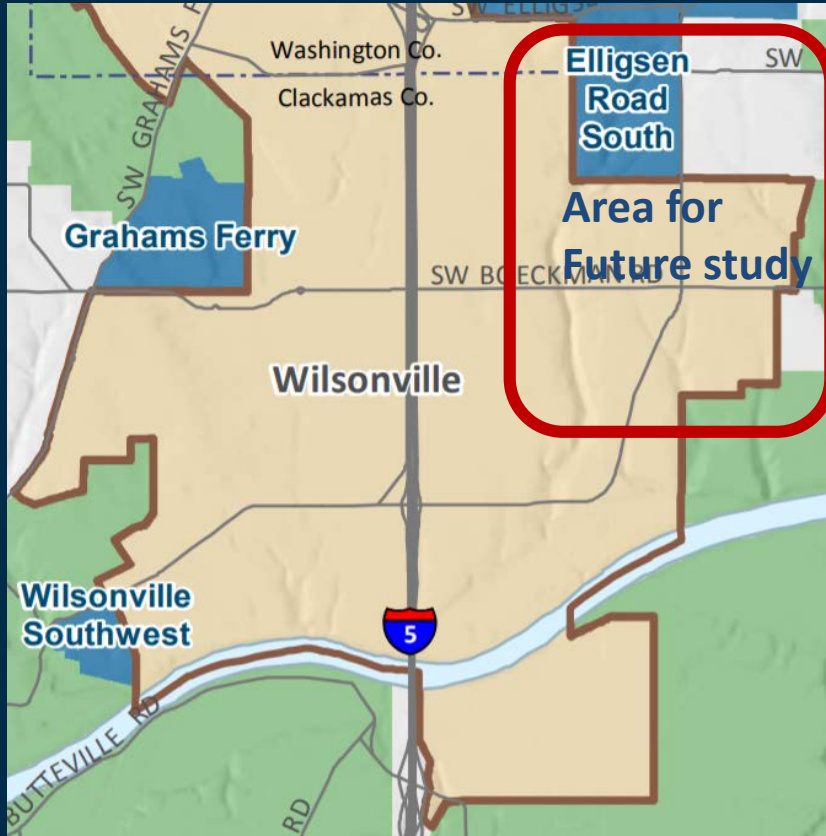 SW ELLIGS
Washington Co.
Clackamas Co.
SW GRAHAMS F
Elligsen
Road
South
SW
Area for
Future study
Grahams Ferry
SW BOECKMAN RD
Wilsonville
Wilsonville
Southwest
5
BUTTEVILLE RD
RD